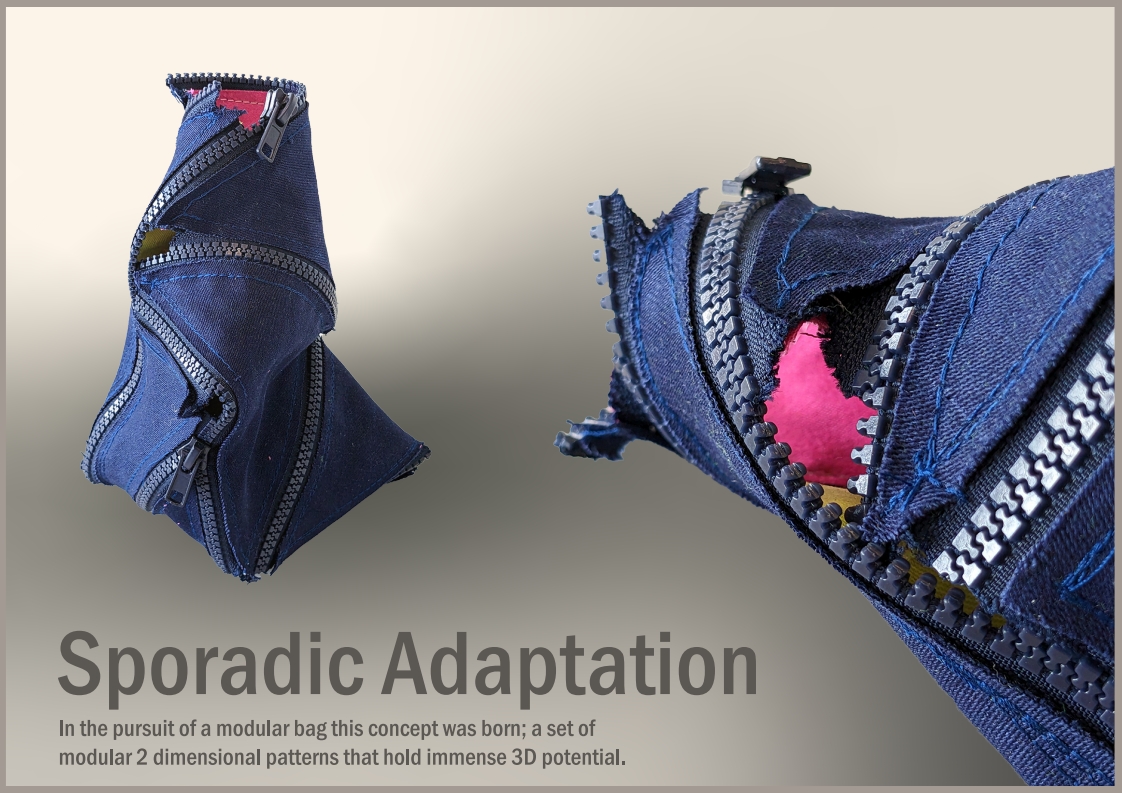 Sporadic Adaptation
In the pursuit of a modular bag this concept was born; a set of
modular 2 dimensional patterns that hold immense 3D potential.